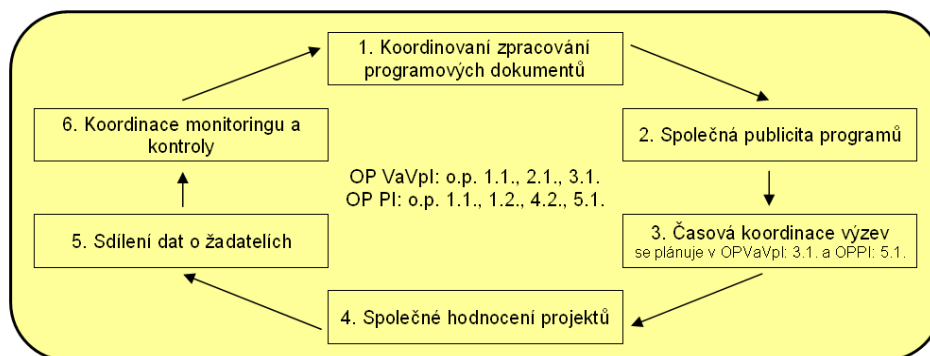 1. Koordinovaní zpracování
programových dokumentů
2. Společná publicita programů
3. Časová koordinace výzev
se plánuje v OPVaVpI: 3.1. a OPPI: 5.1.
4. Společné hodnocení projektů
5. Sdílení dat o žadatelích
6. Koordinace monitoringu a
kontroly
OP VaVpI: o.p. 1.1., 2.1., 3.1.
OP PI: o.p. 1.1., 1.2., 4.2., 5.1.